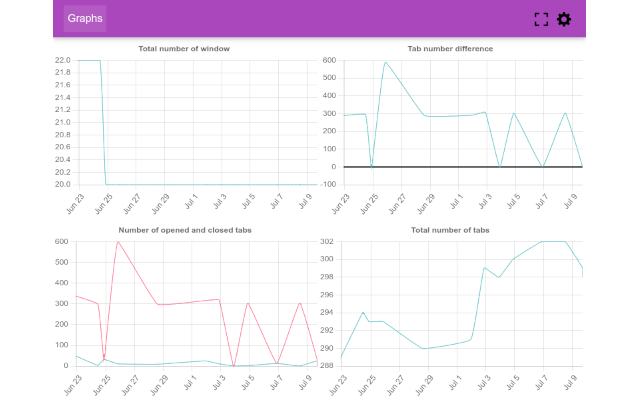 Graphs
Total number of window
22.0
21.8
21.6
21.4
21.2
21.0
20.8
20.6
20.4
20.2
20.0
Jun 23
Jun 25
Jun 27
Jun 29
Jul 1
Jul 3
Jul 5
Jul 7
Jul 9
Tab number difference
600
500
400
300
200
100
0
-100
Jun 23
Jun 25
Jun 27
Jun 29
Jul 1
Jul 3
Jul 5
Jul 7
Jul 9
Number of opened and closed tabs
600
500
400
300
200
100
0
Jun 23
Jun 25
Jun 27
Jun 29
Jul 1
Jul 3
Jul 5
Jul 7
Jul 9
Total number of tabs
302
300
298
296
294
292
290
288
Jun 23
Jun 25
Jun 27
Jun 29
Jul 1
Jul 3
Jul 5
Jul 7
Jul 9